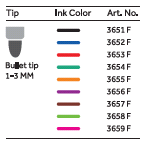 Tip Ink Color Art. No.
3651 F
3652 F
3653 F
3654 F
Bullet tip 3655 F
1–3 MM 3656 F
3657 F
3658 F
3659 F